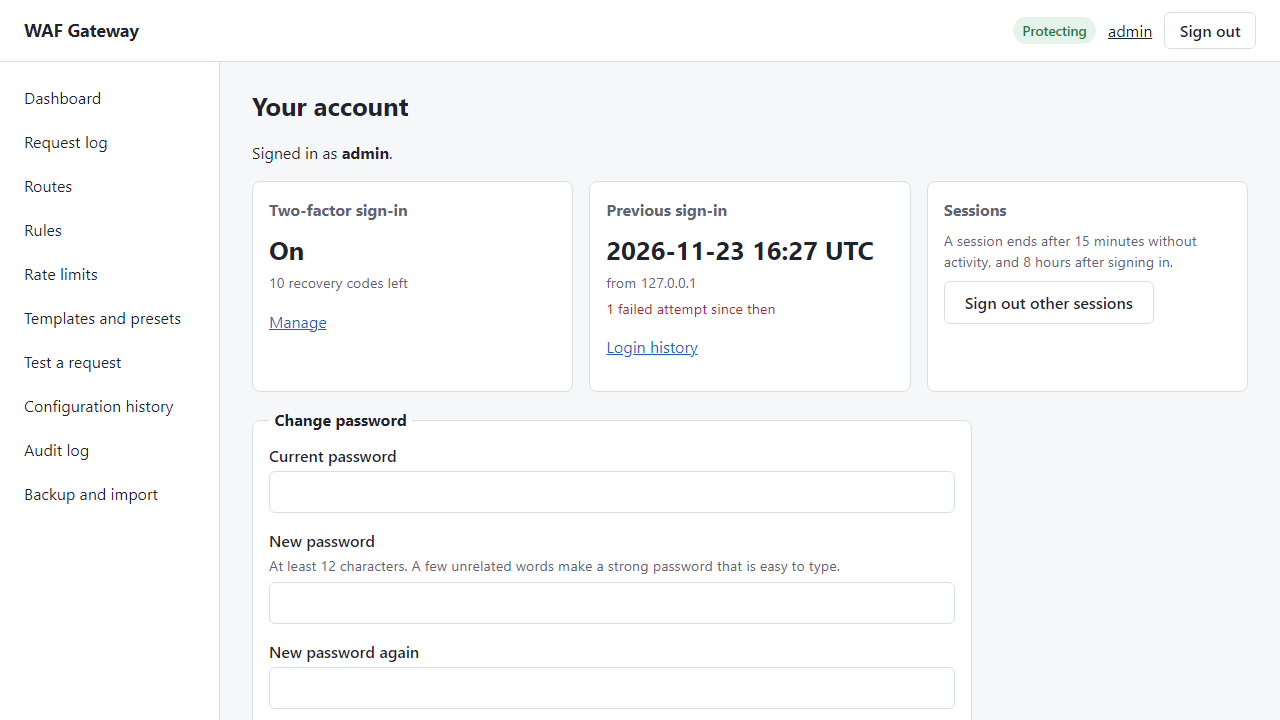 WAF Gateway
Protecting
admin
Sign out
Dashboard
Request log
Routes
Rules
Rate limits
Templates and presets
Test a request
Configuration history
Audit log
Backup and import
Your account
Signed in as admin.
Two-factor sign-in
On
10 recovery codes left
Manage
Previous sign-in
2026-11-23 16:27 UTC
from 127.0.0.1
1 failed attempt since then
Login history
Sessions
A session ends after 15 minutes without
activity, and 8 hours after signing in.
Sign out other sessions
Change password
Current password
New password
At least 12 characters. A few unrelated words make a strong password that is easy to type.
New password again